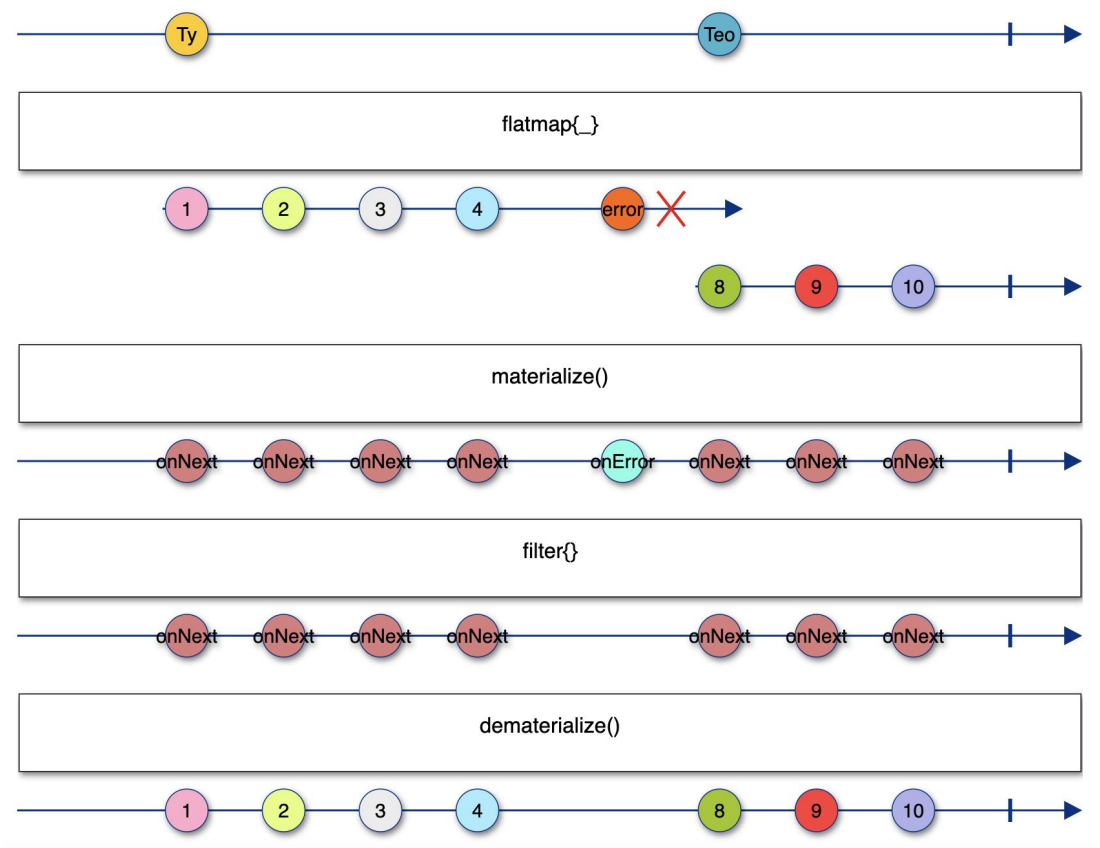 Ty Teo
flatmap{_}
1 2 3 4 error
8 9 10
materialize()
onNext onNext onNext onNext onError onNext onNext onNext
filter{}
onNext onNext onNext onNext onNext onNext onNext
dematerialize()
1 2 3 4 8 9 10